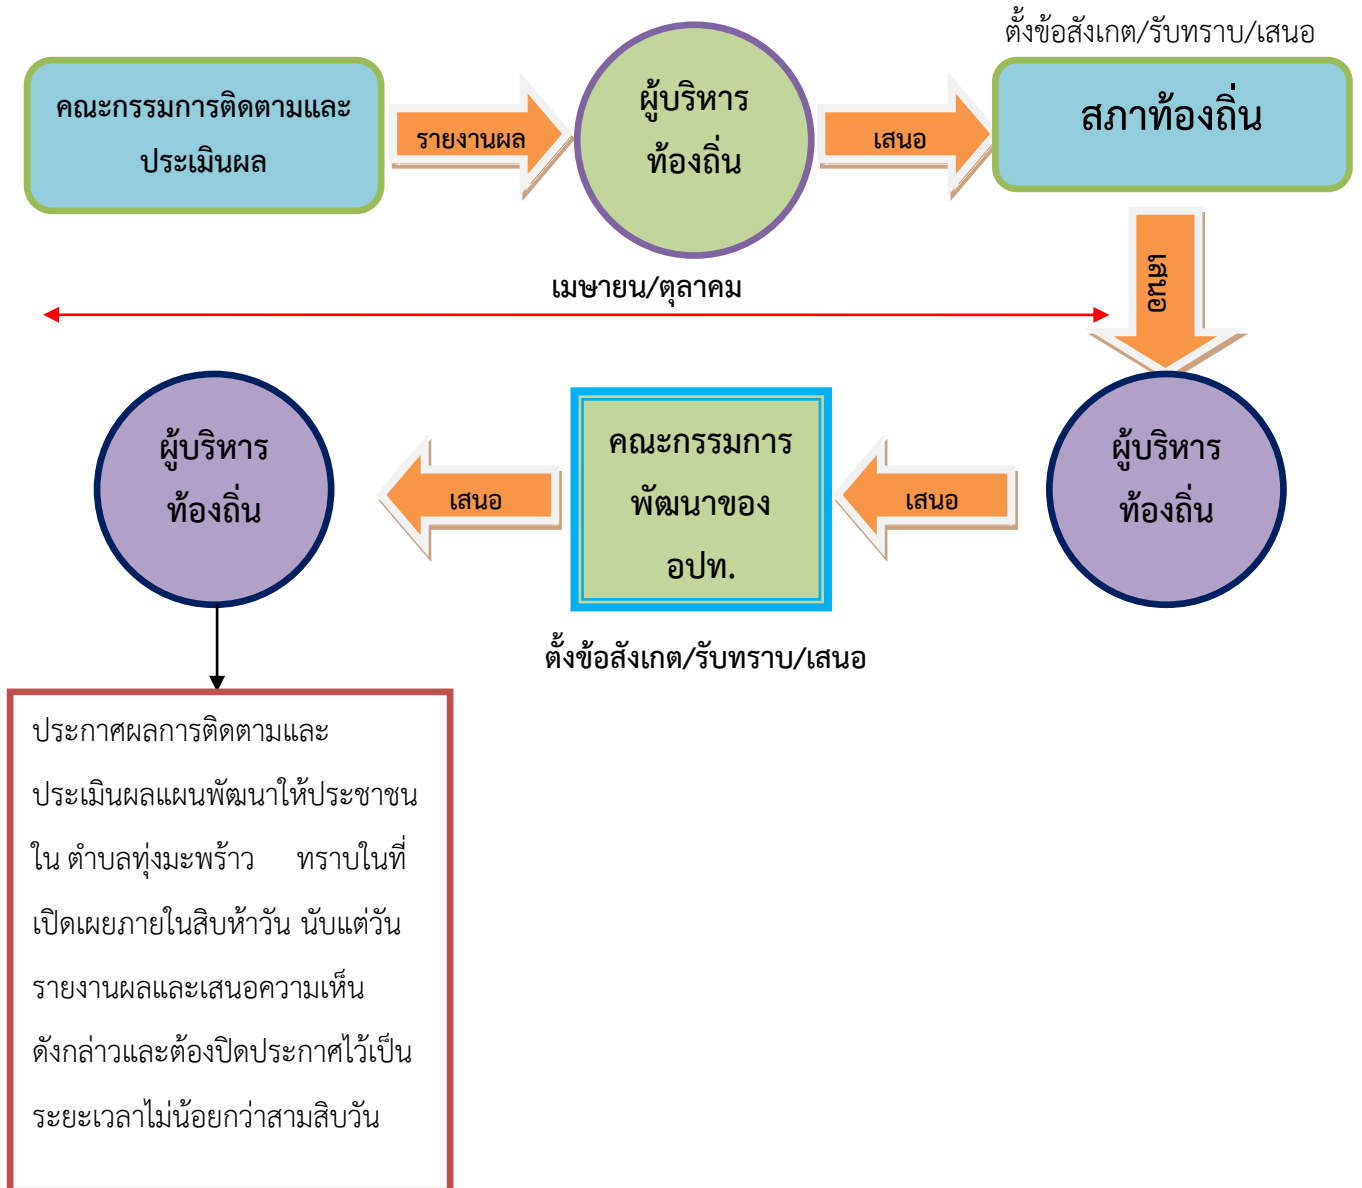 ตั้งข้อสังเกต/รับทราบ/เสนอ
คณะกรรมการติดตามและ
ประเมินผล
รายงานผล
ผู้บริหาร
ท้องถิ่น
เสนอ
สภาท้องถิ่น
เสนอ
เมษายน/ตุลาคม
ผู้บริหาร
ท้องถิ่น
เสนอ
คณะกรรมการ
พัฒนาของ
อปท.
ตั้งข้อสังเกต/รับทราบ/เสนอ
เสนอ
ผู้บริหาร
ท้องถิ่น
ประกาศผลการติดตามและ
ประเมินผลแผนพัฒนาให้ประชาชน
ใน ตำบลทุ่งมะพร้าว ทราบในที่
เปิดเผยภายในสิบห้าวัน นับแต่วัน
รายงานผลและเสนอความเห็น
ดังกล่าวและต้องปิดประกาศไว้เป็น
ระยะเวลาไม่น้อยกว่าสามสิบวัน